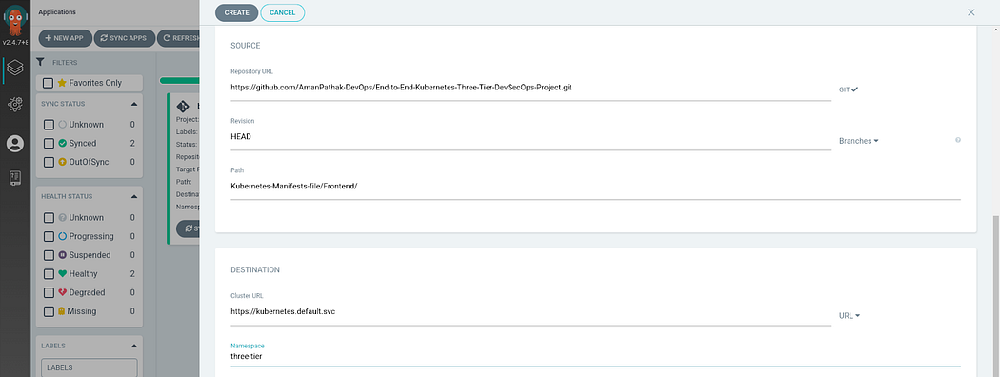 v2.4.7+E
Applications
+ NEW APP
SYNC APPS
REFRESH
FILTERS
Favorites Only
SYNC STATUS
Unknown 0
Synced 2
OutOfSync 0
HEALTH STATUS
Unknown 0
Progressing 0
Suspended 0
Healthy 2
Degraded 0
Missing 0
LABELS
LABELS
Project:
Labels:
Status:
Reposit
Target R
Path:
Destina
Namesp
CREATE
CANCEL
SOURCE
Repository URL
https://github.com/AmanPathak-DevOps/End-to-End-Kubernetes-Three-Tier-DevSecOps-Project.git
GIT
Revision
HEAD
Branches
Path
Kubernetes-Manifests-file/Frontend/
DESTINATION
Cluster URL
https://kubernetes.default.svc
URL
Namespace
three-tier